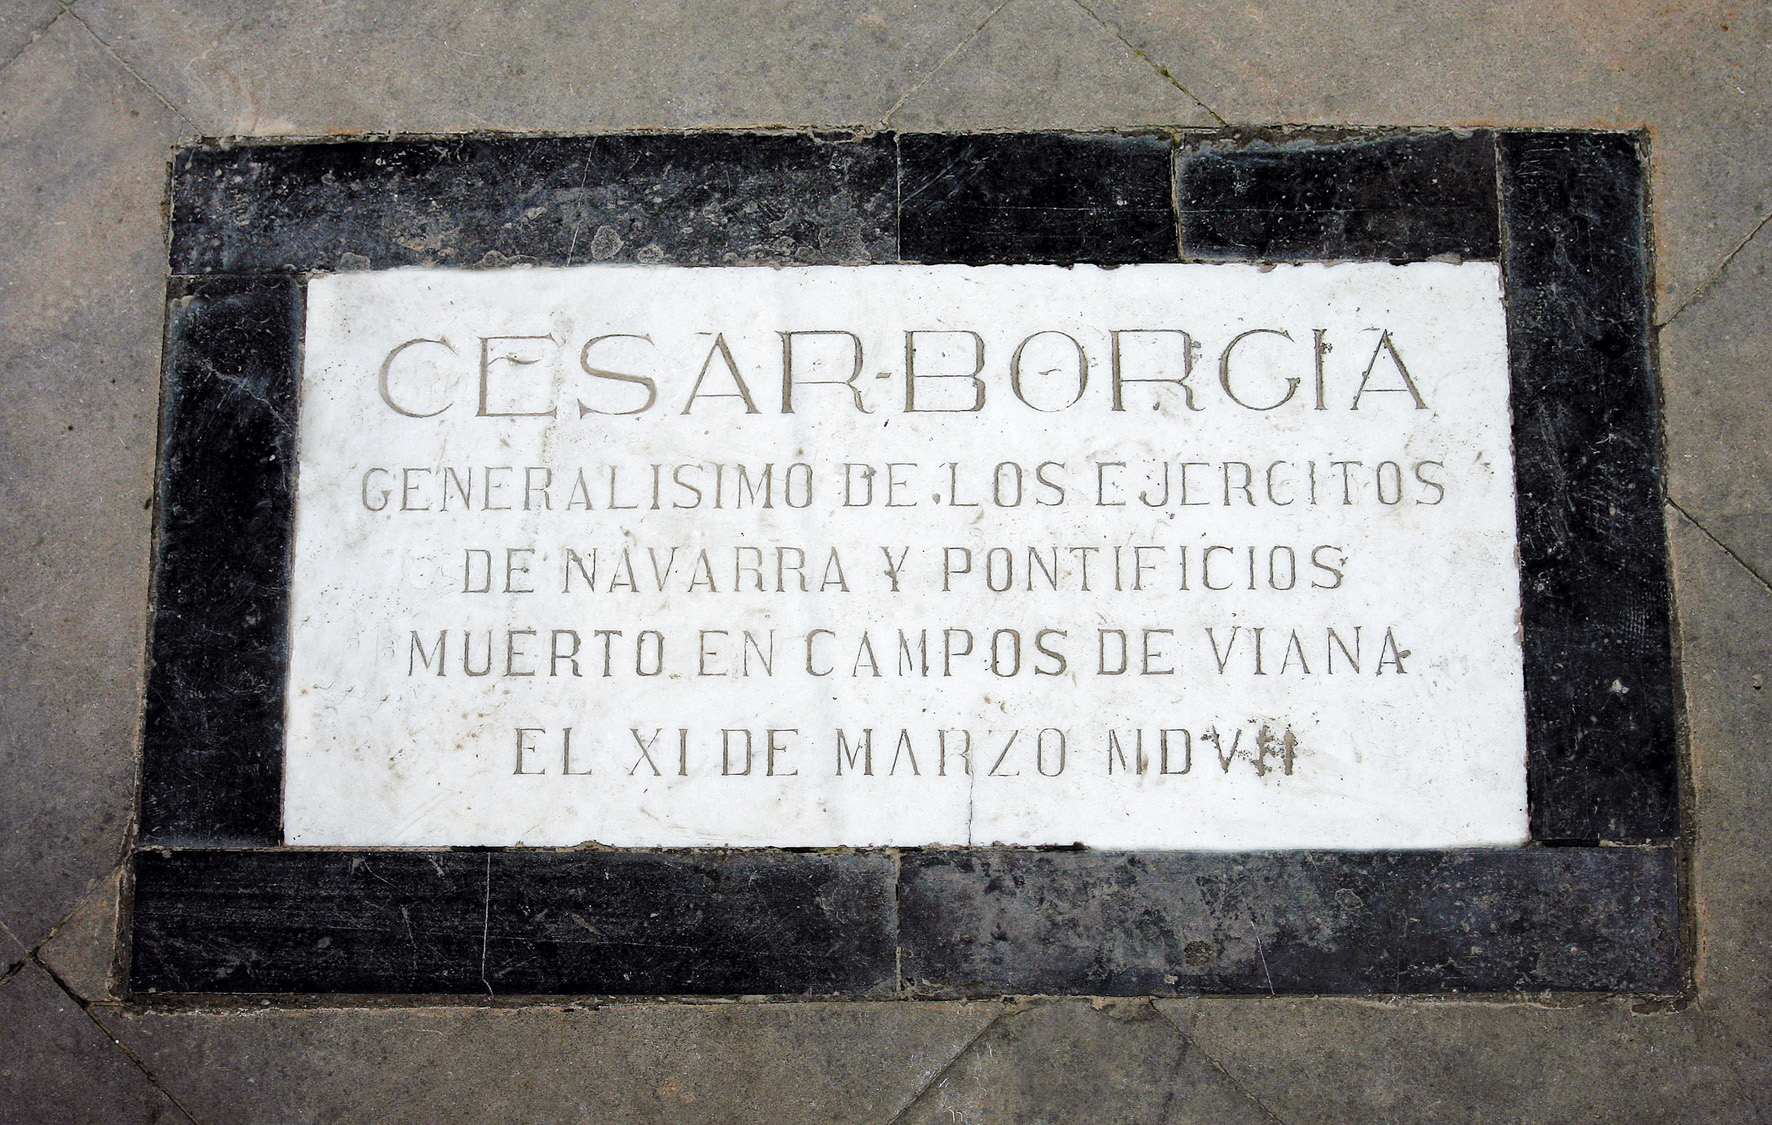 CESAR-BORGIA
GENERALISIMO DE LOS EJERCITOS
DE NAVARRA Y PONTIFICIOS
MUERTO EN CAMPOS DE VIANA
EL XI DE MARZO MDVII